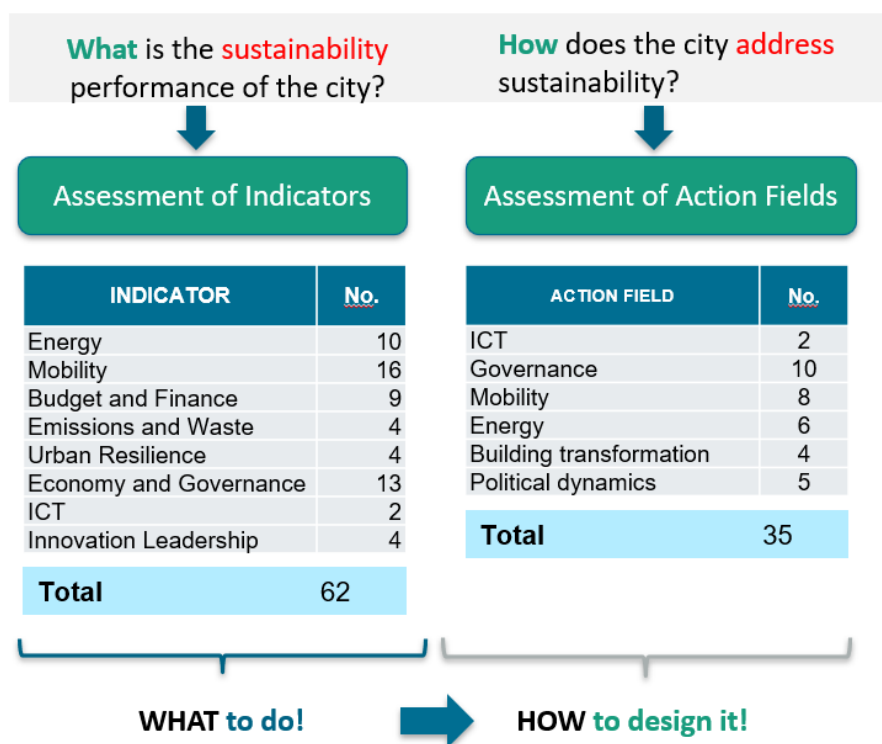 What is the sustainability
performance of the city?
How does the city address
sustainability?
Assessment of Indicators
Assessment of Action Fields
INDICATOR No.
Energy 10
Mobility 16
Budget and Finance 9
Emissions and Waste 4
Urban Resilience 4
Economy and Governance 13
ICT 2
Innovation Leadership 4
Total 62
ACTION FIELD No.
ICT 2
Governance 10
Mobility 8
Energy 6
Building transformation 4
Political dynamics 5
Total 35
WHAT to do!
HOW to design it!